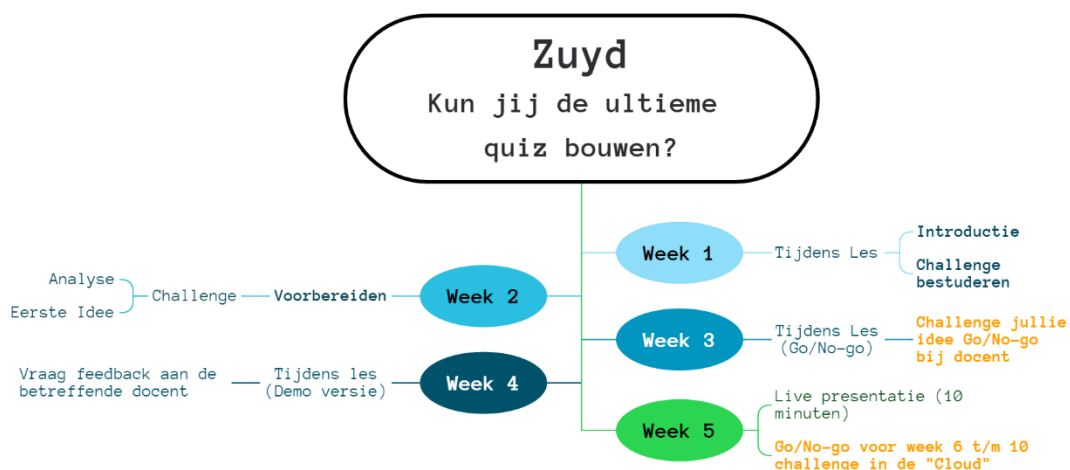 Zuyd
Kun jij de ultieme
quiz bouwen?
Week 1
Tijdens Les
Introductie
Challenge
bestuderen
Week 2
Voorbereiden
Challenge
Analyse
Eerste Idee
Week 3
Tijdens Les
(Go/No-go)
Challenge jullie
idee Go/No-go
bij docent
Week 4
Tijdens les
(Demo versie)
Vraag feedback aan de
betreffende docent
Week 5
Live presentatie (10
minuten)
Go/No-go voor week 6 t/m 10
challenge in de "Cloud"